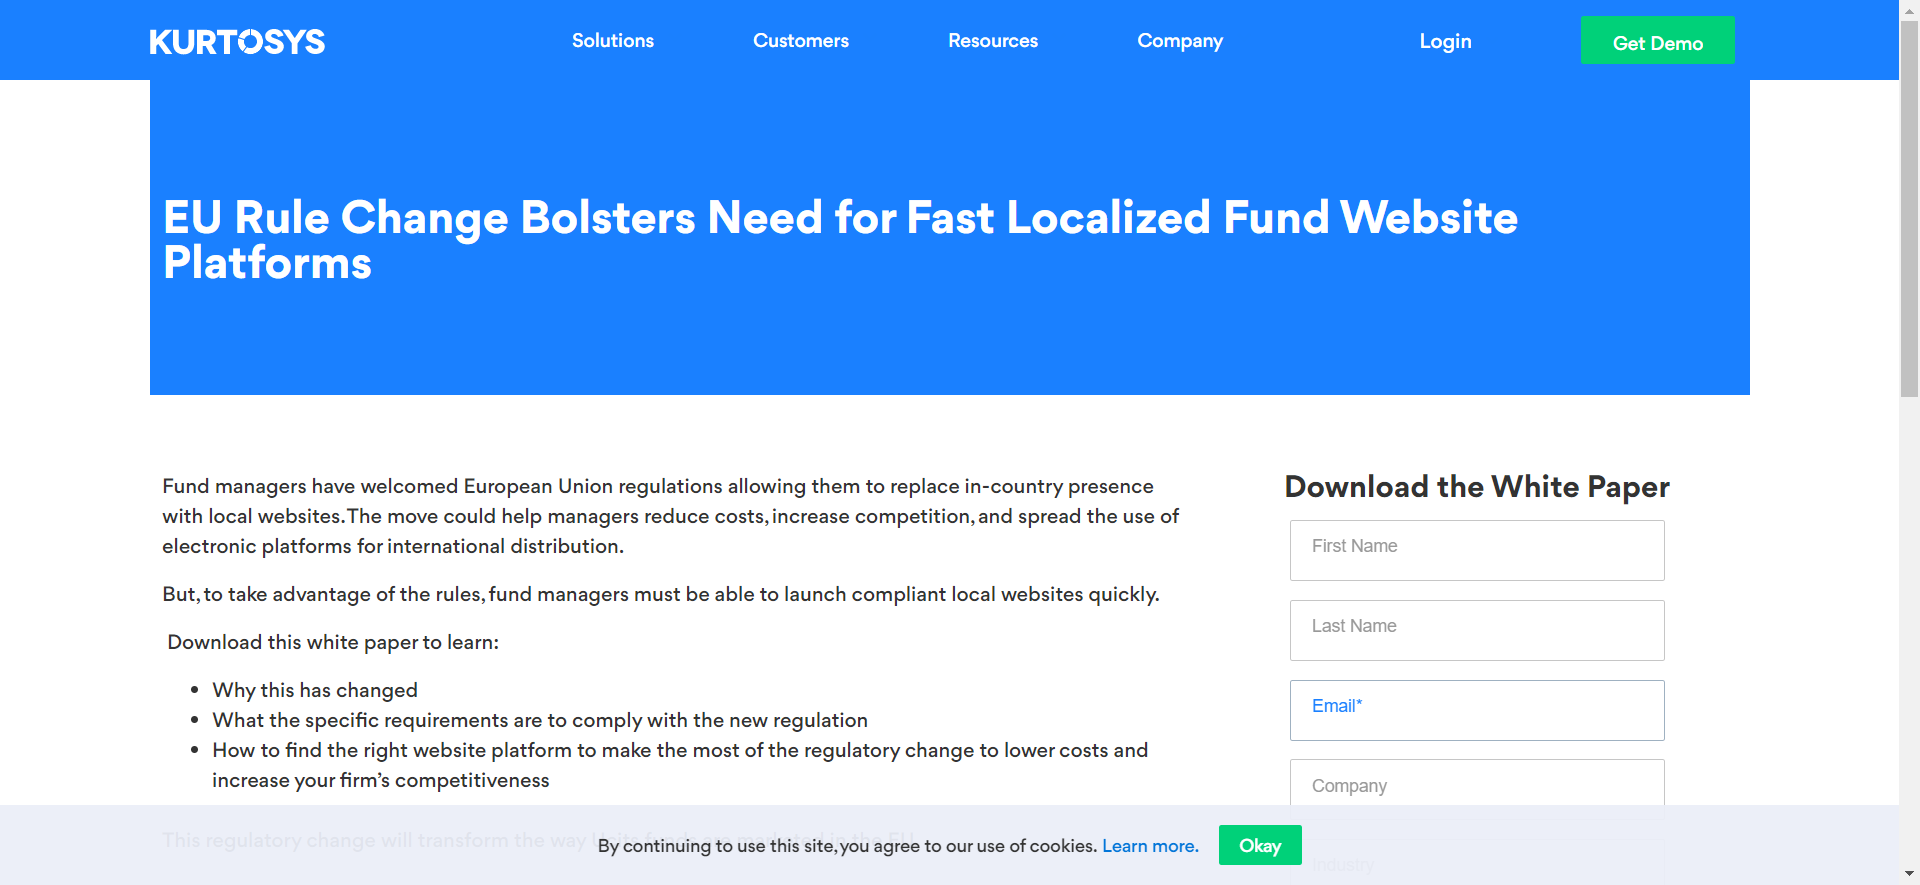 KURTOSYS
Solutions
Customers
Resources
Company
Login
Get Demo
EU Rule Change Bolsters Need for Fast Localized Fund Website
Platforms
Fund managers have welcomed European Union regulations allowing them to replace in-country presence
with local websites. The move could help managers reduce costs, increase competition, and spread the use of
electronic platforms for international distribution.
But, to take advantage of the rules, fund managers must be able to launch compliant local websites quickly.
Download this white paper to learn:
• Why this has changed
• What the specific requirements are to comply with the new regulation
• How to find the right website platform to make the most of the regulatory change to lower costs and
increase your firm’s competitiveness
This regulatory change will transform the way Ucits funds are marketed in the EU
Download the White Paper
First Name
Last Name
Email*
Company
Industry
By continuing to use this site, you agree to our use of cookies. Learn more.
Okay